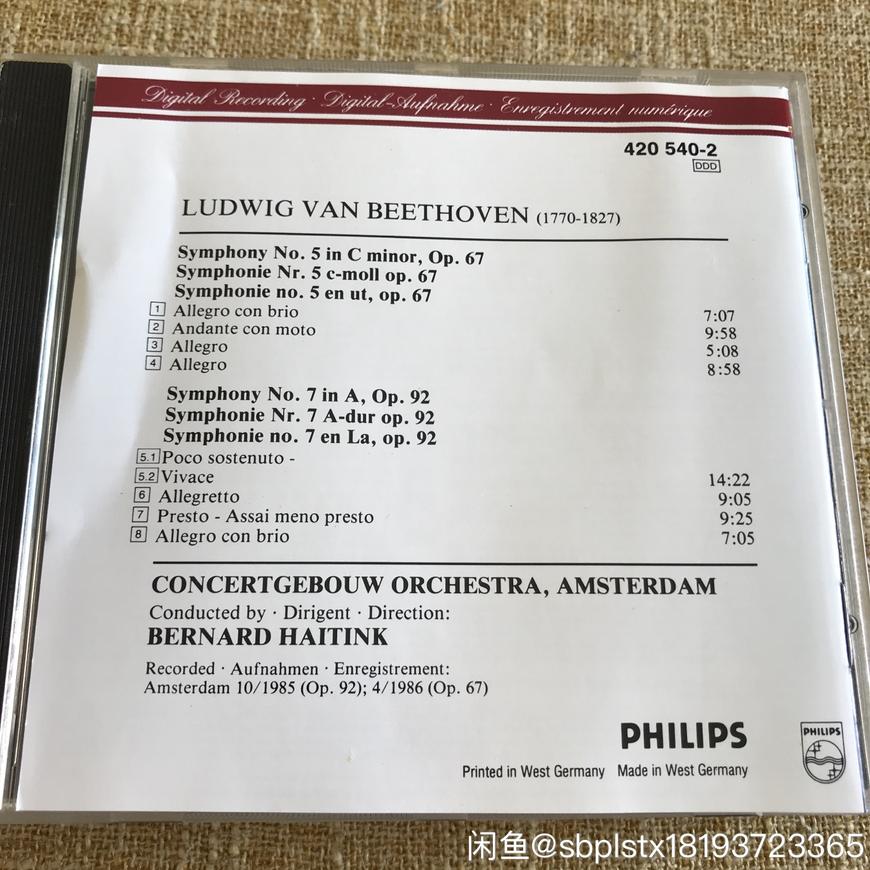 Digital Recording · Digital-Aufnahme · Enregistrement numérique
420 540-2
DDD
LUDWIG VAN BEETHOVEN (1770-1827)
Symphony No. 5 in C minor, Op. 67
Symphonie Nr. 5 c-moll op. 67
Symphonie no. 5 en ut, op. 67
1 Allegro con brio 7:07
2 Andante con moto 9:58
3 Allegro 5:08
4 Allegro 8:58
Symphony No. 7 in A, Op. 92
Symphonie Nr. 7 A-dur op. 92
Symphonie no. 7 en La, op. 92
5.1 Poco sostenuto -
5.2 Vivace 14:22
6 Allegretto 9:05
7 Presto - Assai meno presto 9:25
8 Allegro con brio 7:05
CONCERTGEBOUW ORCHESTRA, AMSTERDAM
Conducted by · Dirigent · Direction:
BERNARD HAITINK
Recorded · Aufnahmen · Enregistrement:
Amsterdam 10/1985 (Op. 92); 4/1986 (Op. 67)
PHILIPS
PHILIPS
Printed in West Germany Made in West Germany
闲鱼@sbplstx18193723365